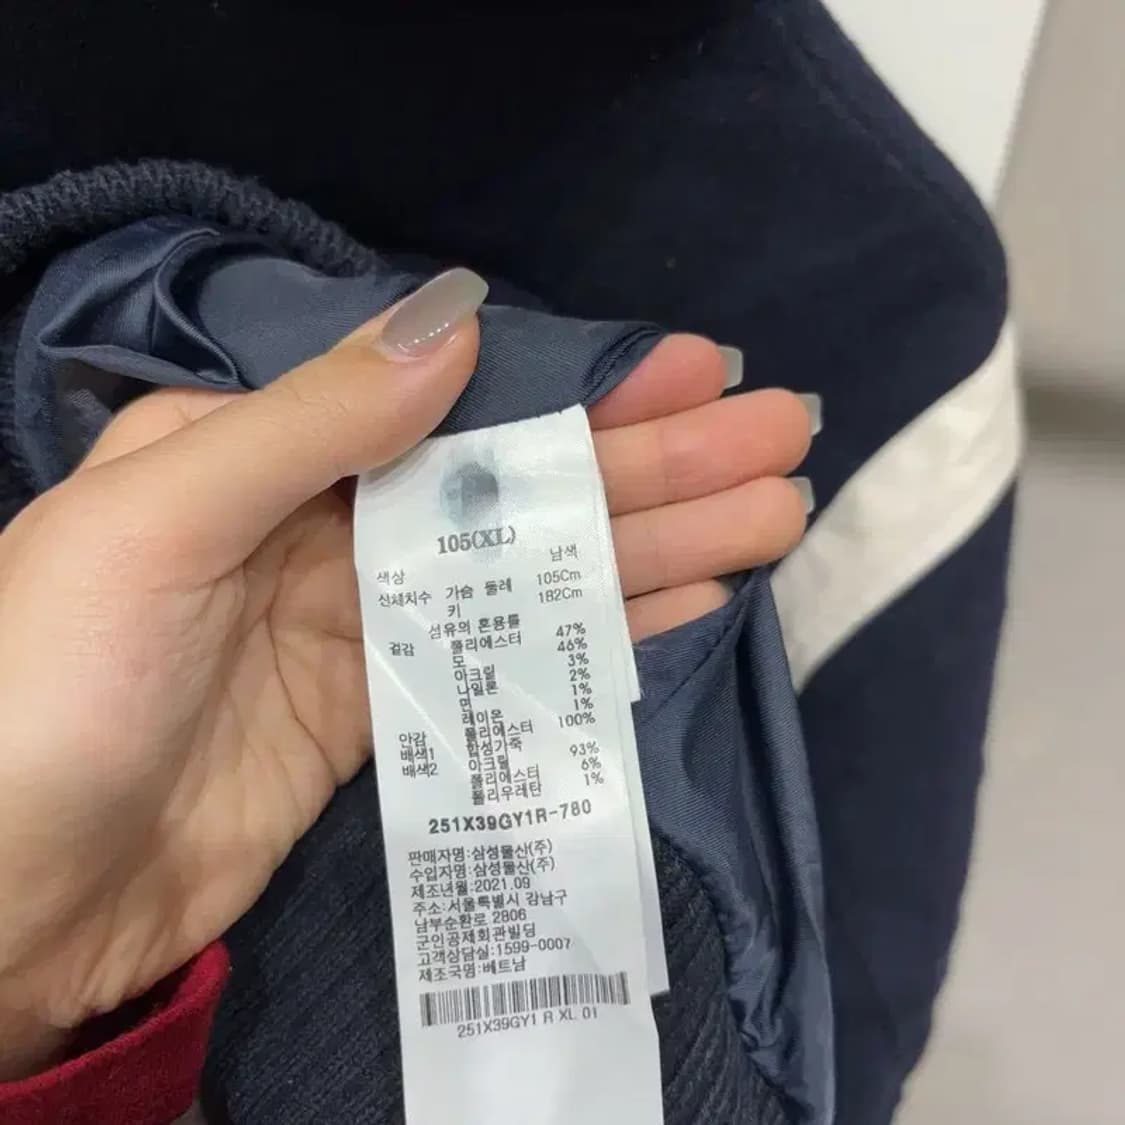 105(XL)
색상 남색
신체치수 가슴 둘레 105Cm
키 182Cm
섬유의 혼용률
겉감 폴리에스터 47%
모 46%
아크릴 3%
나일론 2%
면 1%
레이온 1%
안감 폴리에스터 100%
배색1 합성가죽
배색2 아크릴 93%
폴리에스터 6%
폴리우레탄 1%
251X39GY1R-780
판매자명:삼성물산(주)
수입자명:삼성물산(주)
제조년월:2021.09
주소:서울특별시 강남구
남부순환로 2806
군인공제회관빌딩
고객상담실:1599-0007
제조국명:베트남
251X39GY1 R XL 01